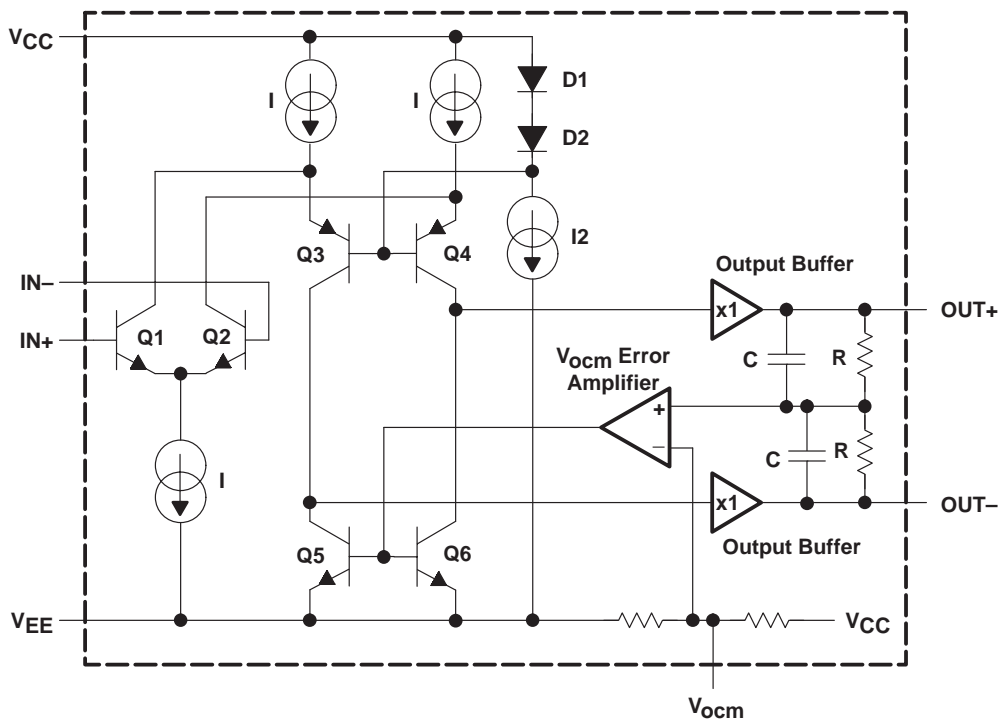 VCC
I
I
D1
D2
Q3
Q4
I2
IN–
IN+
Q1
Q2
Output Buffer
x1
OUT+
Vocm Error
Amplifier
C
R
+
–
I
C
R
x1
OUT–
Output Buffer
Q5
Q6
VEE
VCC
Vocm